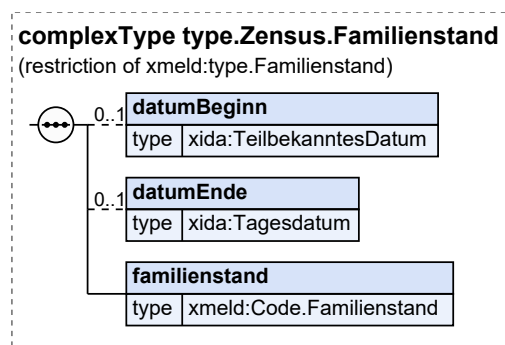 complexType type.Zensus.Familienstand
(restriction of xmeld:type.Familienstand)
0..1 datumBeginn
type xida:TeilbekanntesDatum
0..1 datumEnde
type xida:Tagesdatum
familienstand
type xmeld:Code.Familienstand